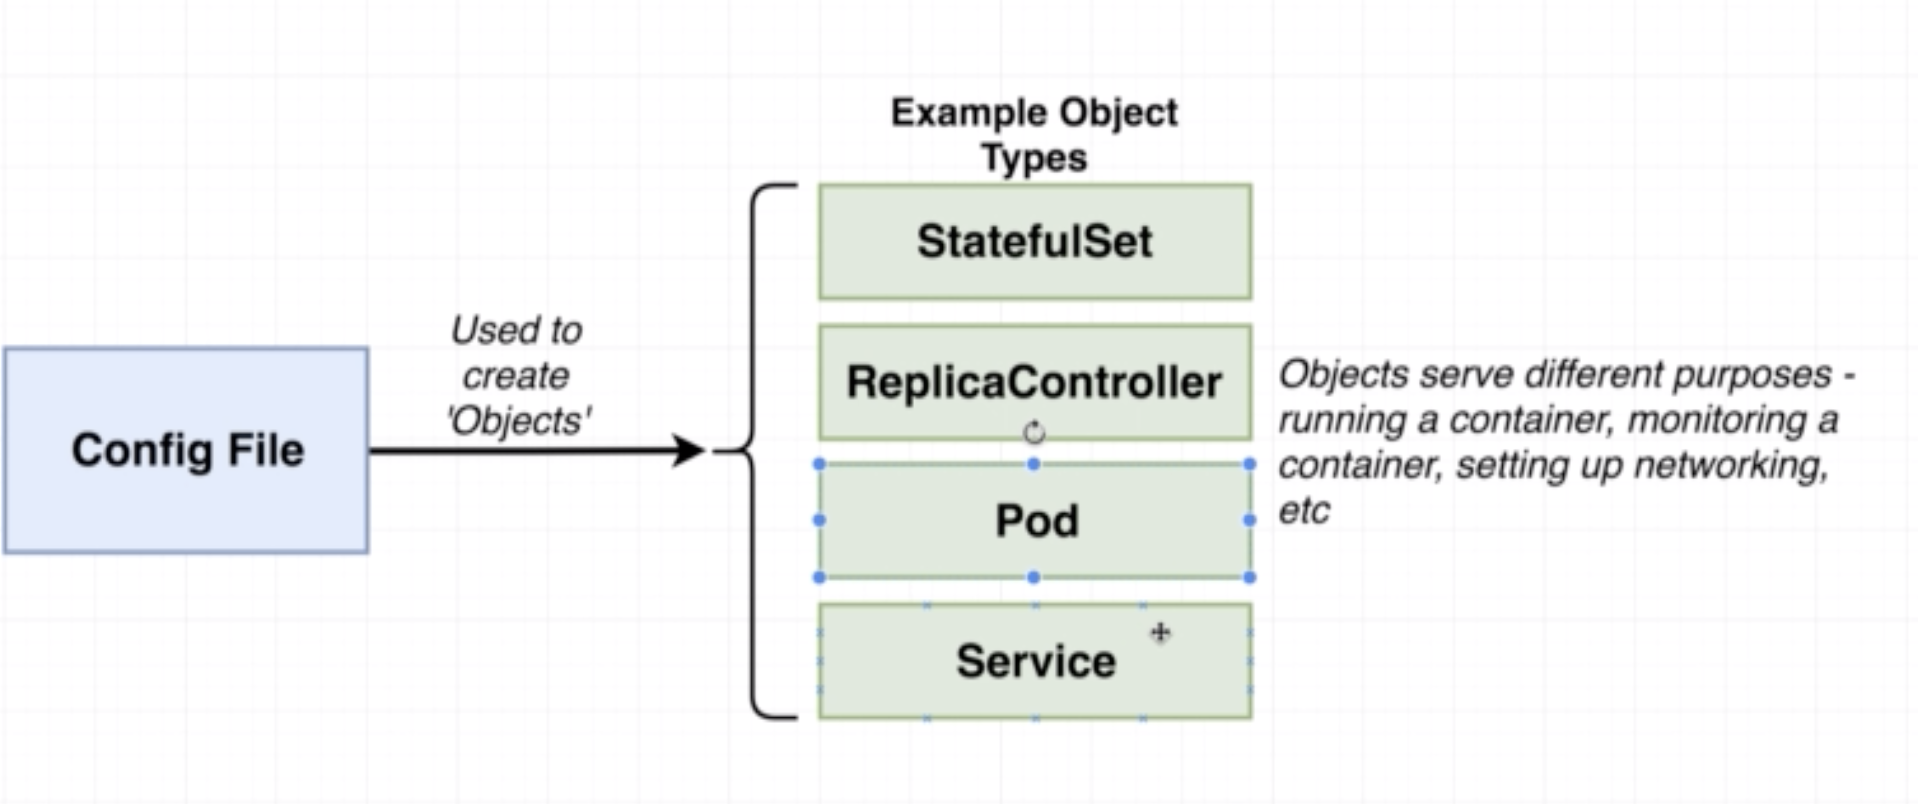 Example Object
Types
StatefulSet
Used to
create
'Objects'
Config File
ReplicaController
Pod
Service
Objects serve different purposes -
running a container, monitoring a
container, setting up networking,
etc